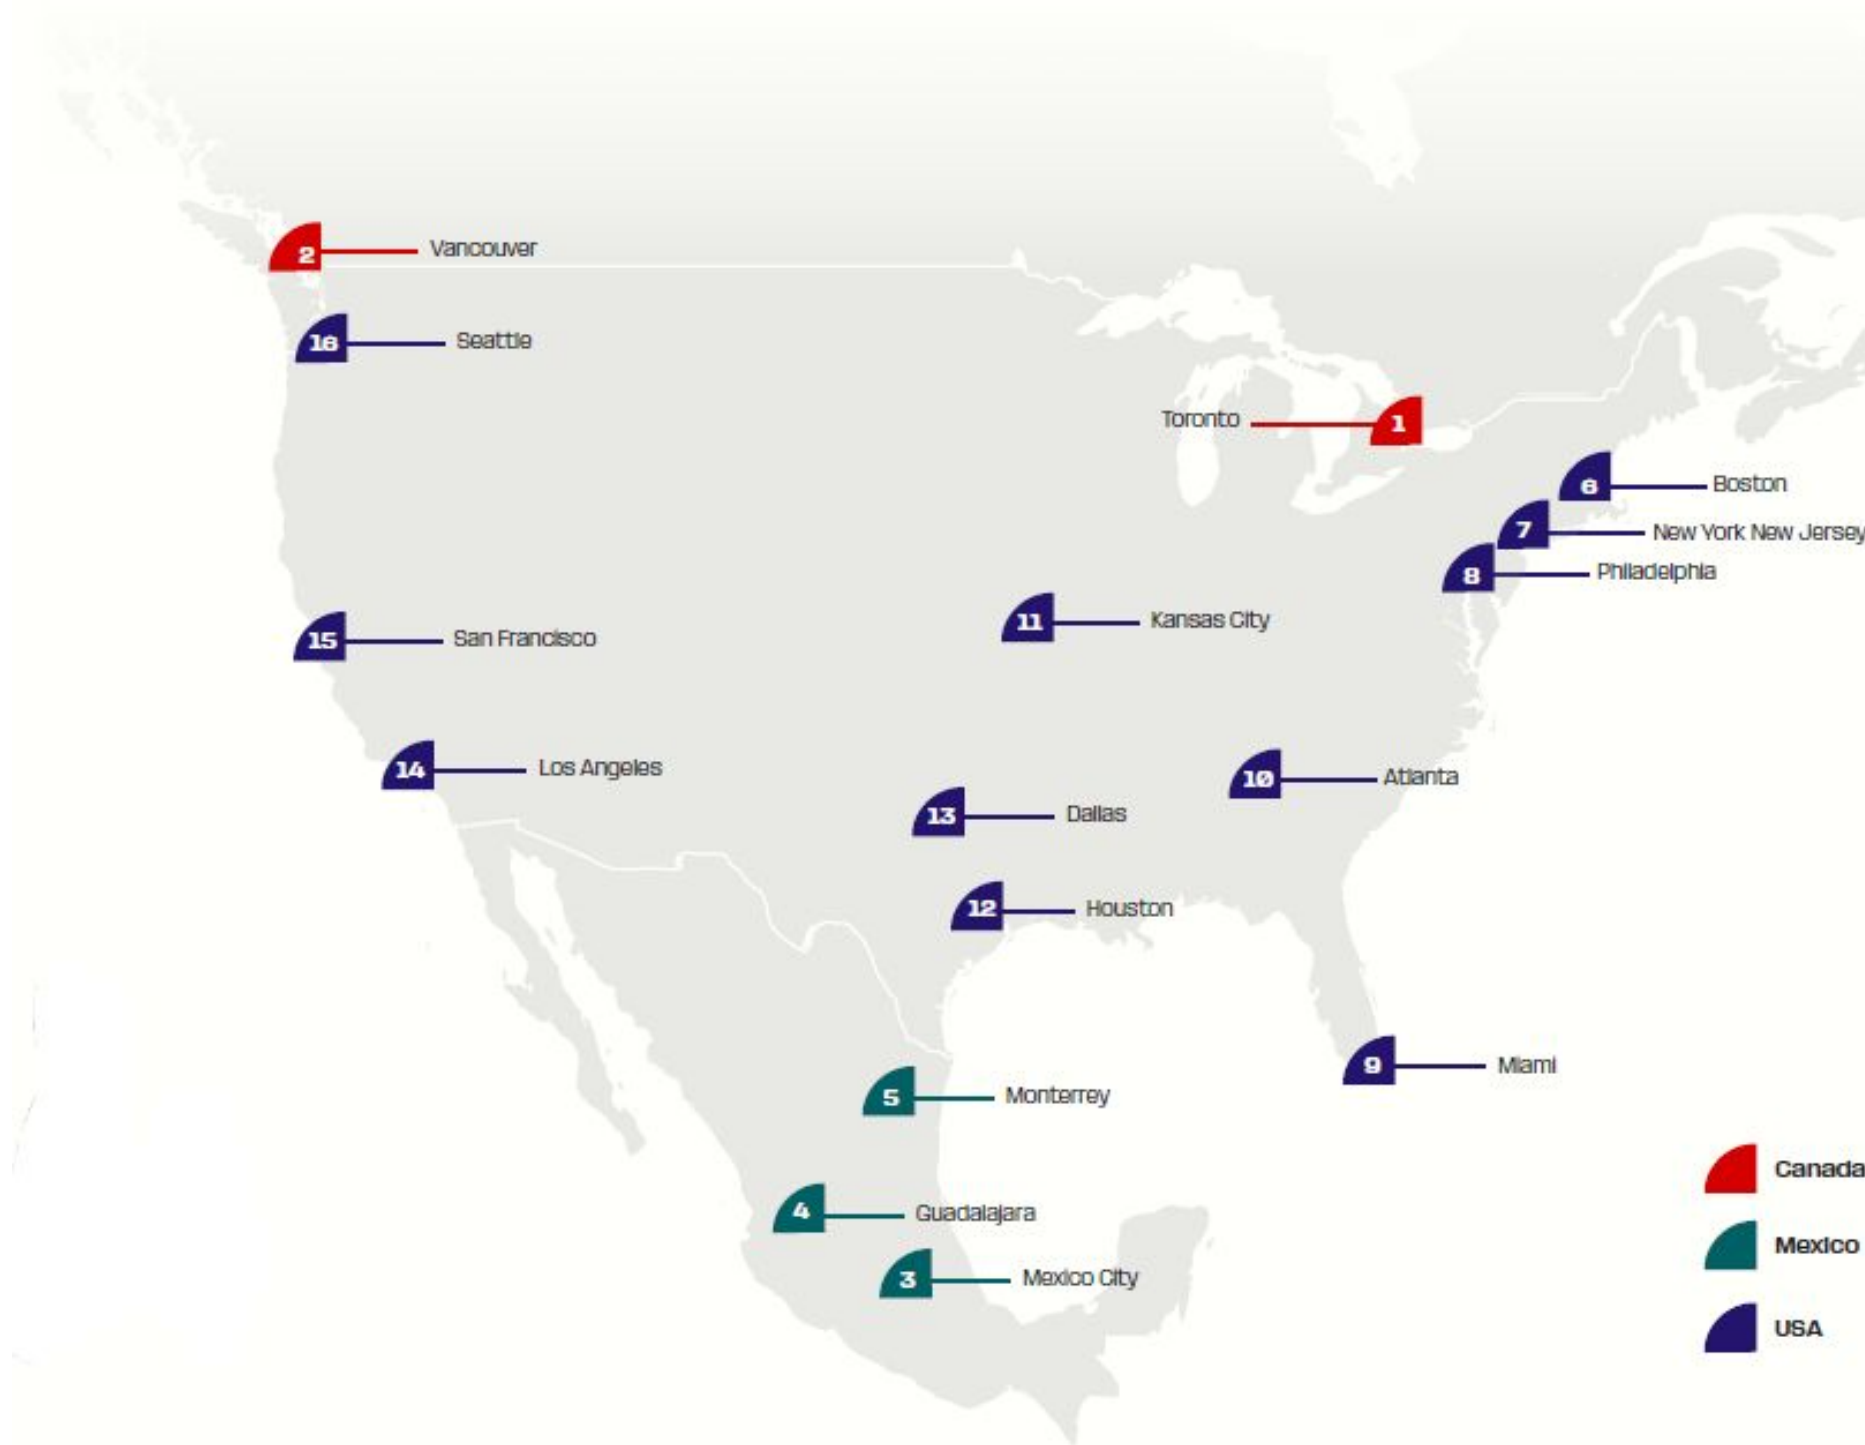 2 Vancouver
16 Seattle
Toronto 1
6 Boston
7 New York New Jersey
8 Philadelphia
11 Kansas City
15 San Francisco
14 Los Angeles
10 Atlanta
13 Dallas
12 Houston
9 Miami
5 Monterrey
4 Guadalajara
3 Mexico City
Canada
Mexico
USA